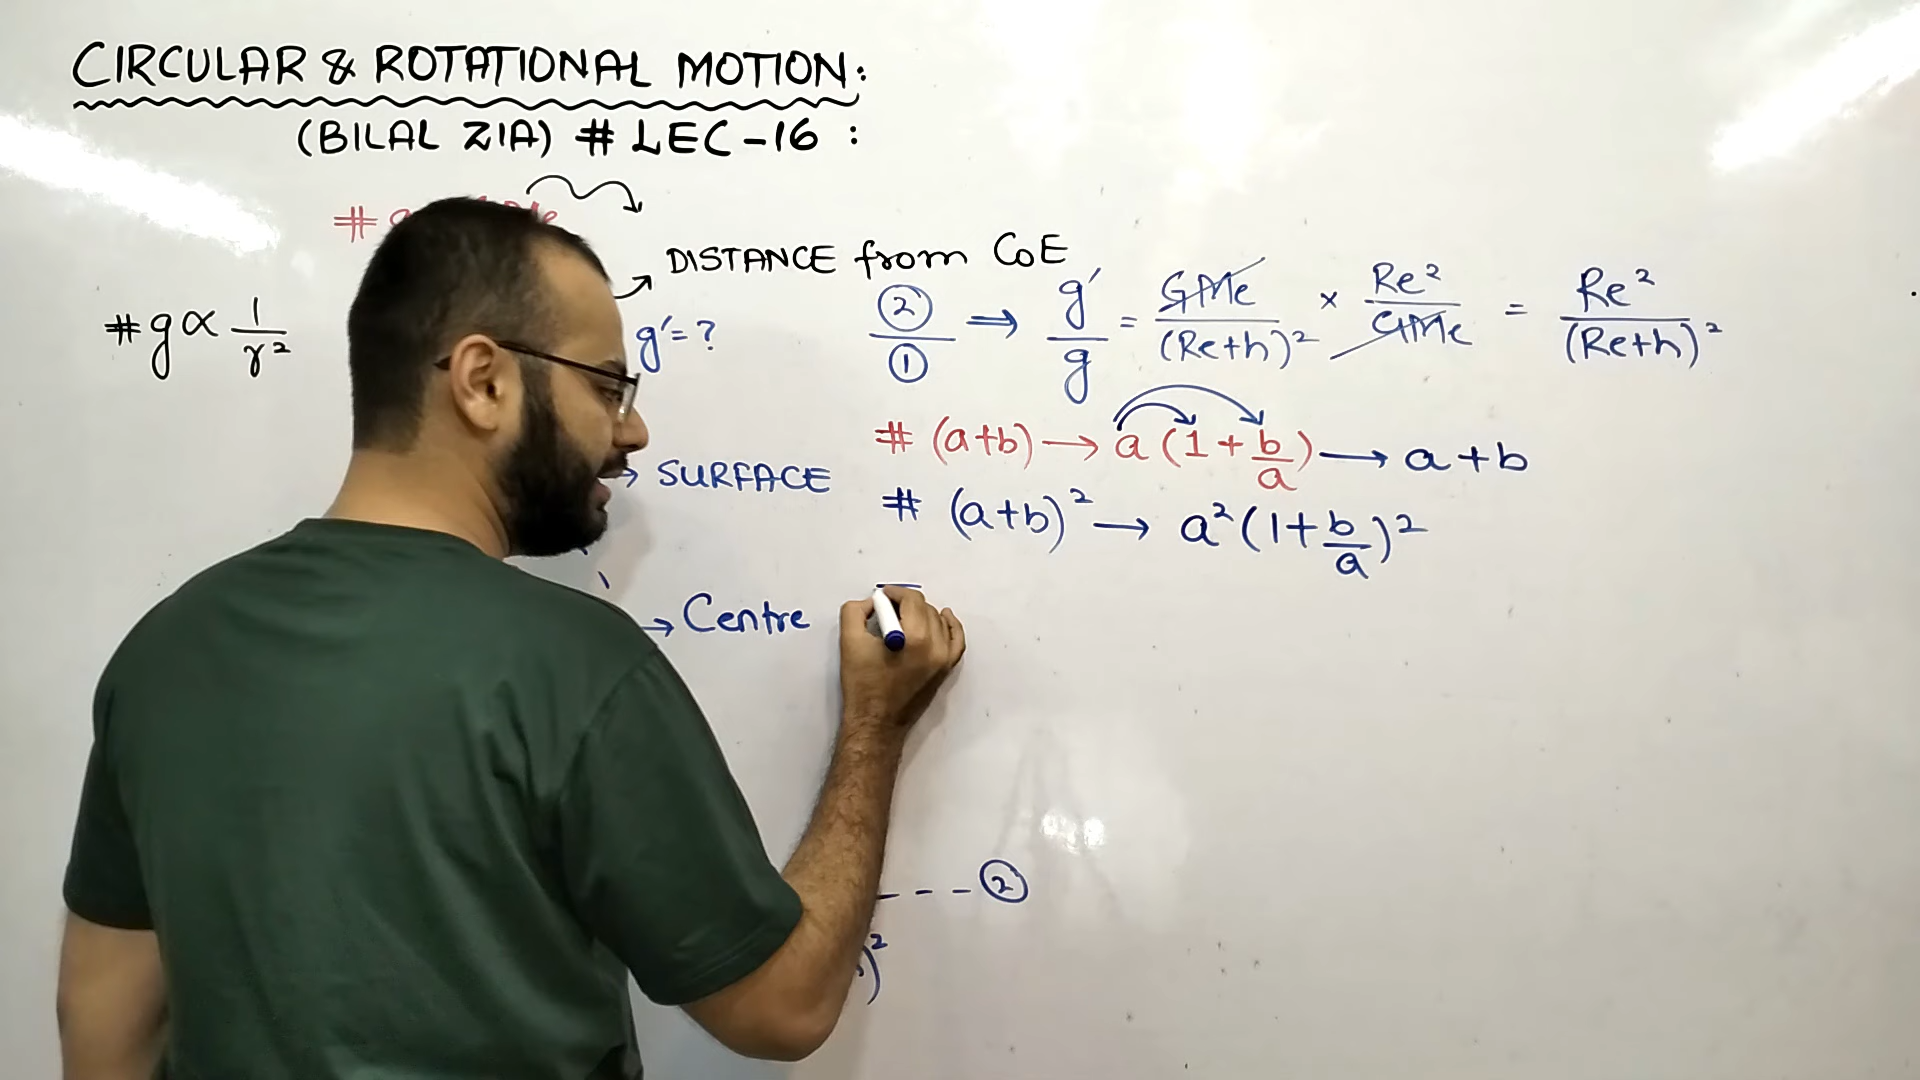 CIRCULAR & ROTATIONAL MOTION:
(BILAL ZIA) # LEC-16 :
#
DISTANCE from CoE
# g ∝ 1/r²
g' = ?
②/① ⇒ g'/g = GMe/(Re+h)² × Re²/GMe = Re²/(Re+h)²
# (a+b) → a(1+b/a) → a+b
SURFACE
# (a+b)² → a²(1+b/a)²
→ Centre
- - - ②
)²